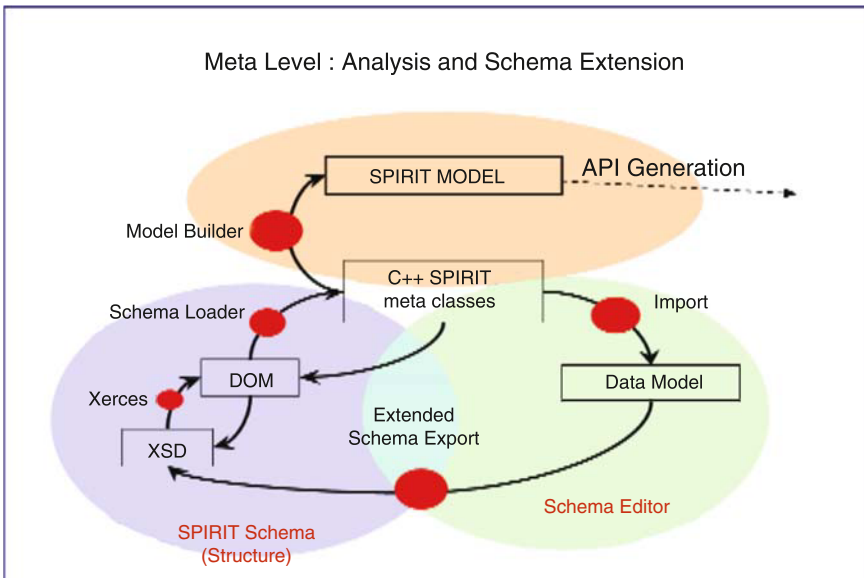 Meta Level : Analysis and Schema Extension
SPIRIT MODEL
API Generation
Model Builder
C++ SPIRIT
meta classes
Schema Loader
Import
DOM
Data Model
Xerces
Extended
Schema Export
XSD
SPIRIT Schema
(Structure)
Schema Editor